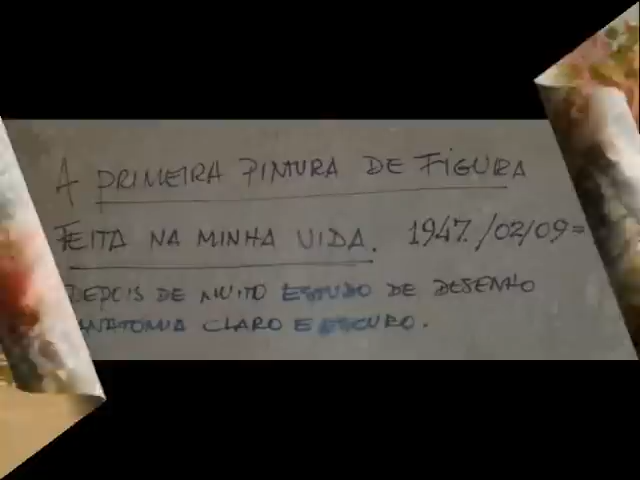 A PRIMEIRA PINTURA DE FIGURA
FEITA NA MINHA VIDA. 1947./02/09=
DEPOIS DE MUITO ESTUDO DE DESENHO
ANATOMIA CLARO E ESCURO.